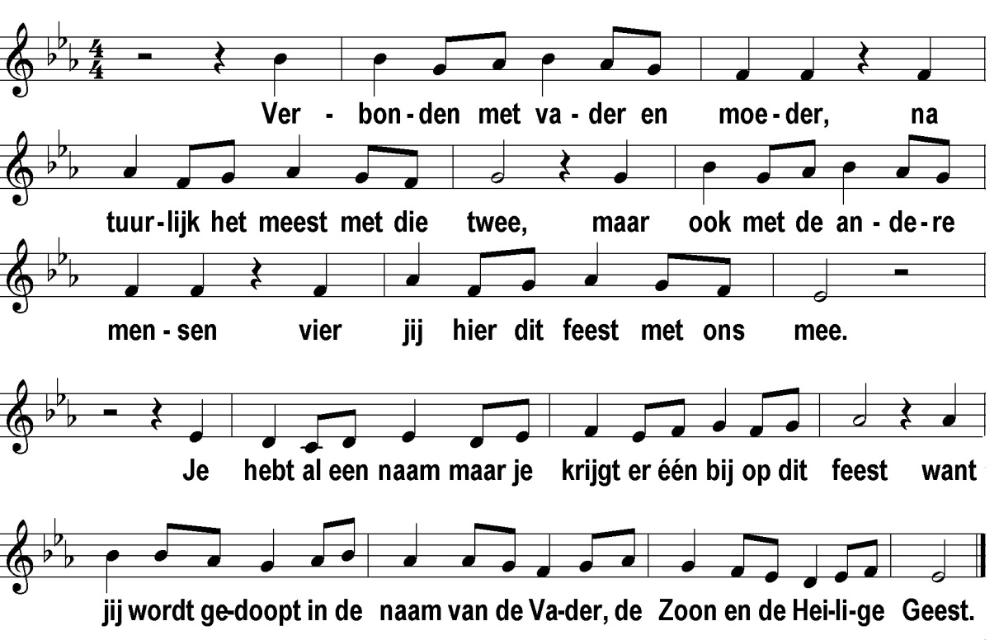 Ver - bon - den met va - der en moe - der, na
tuur - lijk het meest met die twee, maar ook met de an - de - re
men - sen vier jij hier dit feest met ons mee.
Je hebt al een naam maar je krijgt er één bij op dit feest want
jij wordt ge-doopt in de naam van de Va-der, de Zoon en de Hei-li-ge Geest.